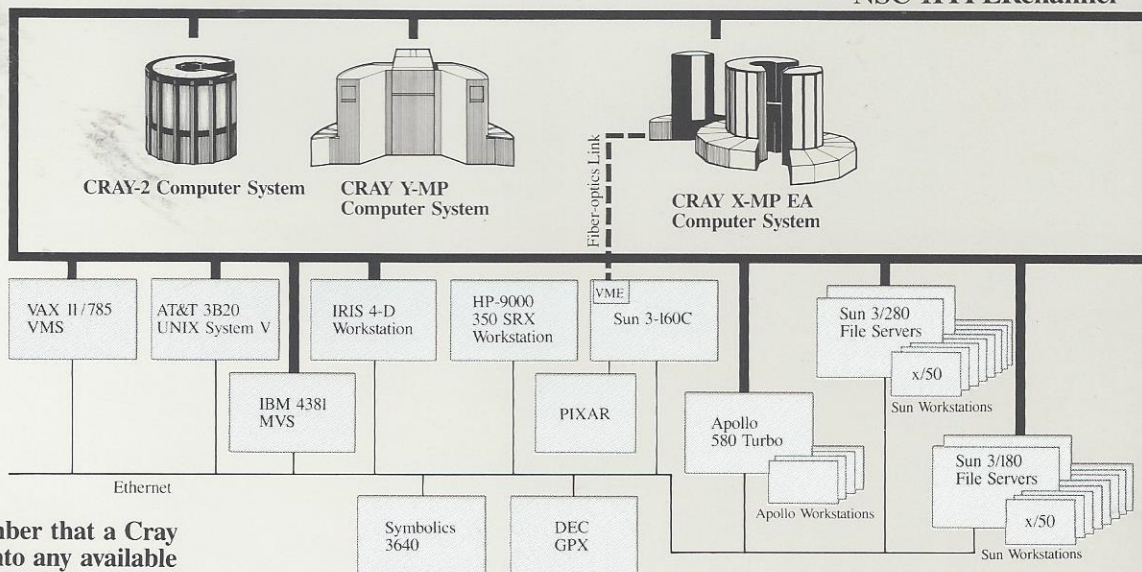 NSC HYPERchannel
CRAY-2 Computer System
CRAY Y-MP
Computer System
CRAY X-MP EA
Computer System
Fiber-optics Link
VAX 11/785
VMS
AT&T 3B20
UNIX System V
IRIS 4-D
Workstation
HP-9000
350 SRX
Workstation
VME
Sun 3-160C
Sun 3/280
File Servers
x/50
Sun Workstations
IBM 4381
MVS
PIXAR
Apollo
580 Turbo
Apollo Workstations
Sun 3/180
File Servers
x/50
Sun Workstations
Ethernet
Symbolics
3640
DEC
GPX
mber that a Cray
nto any available